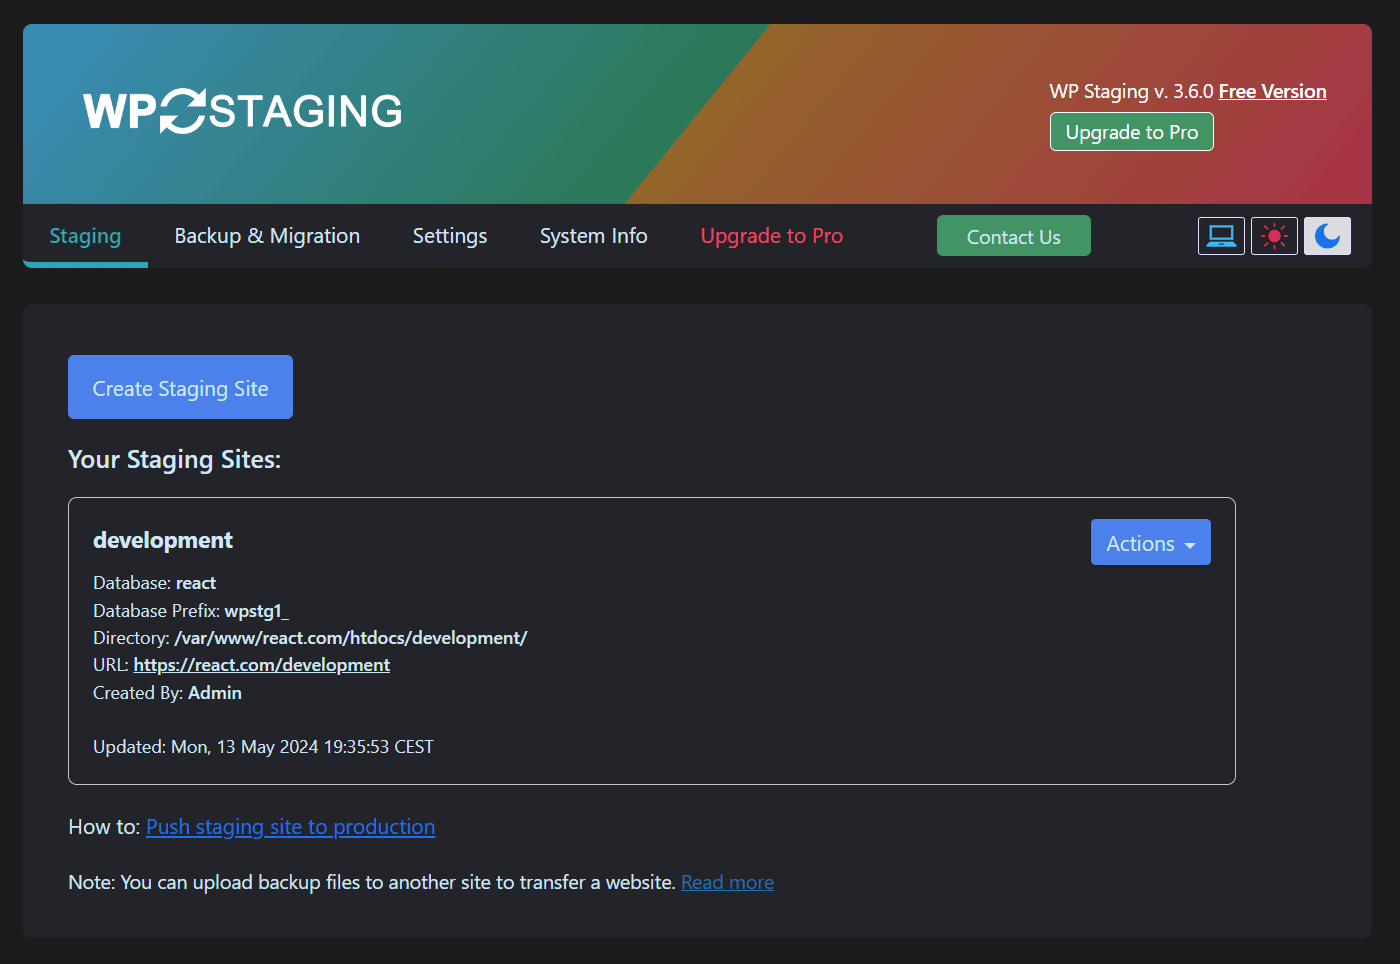 WP STAGING
WP Staging v. 3.6.0 Free Version
Upgrade to Pro
Staging
Backup & Migration
Settings
System Info
Upgrade to Pro
Contact Us
Create Staging Site
Your Staging Sites:
development
Actions
Database: react
Database Prefix: wpstg1_
Directory: /var/www/react.com/htdocs/development/
URL: https://react.com/development
Created By: Admin
Updated: Mon, 13 May 2024 19:35:53 CEST
How to: Push staging site to production
Note: You can upload backup files to another site to transfer a website. Read more